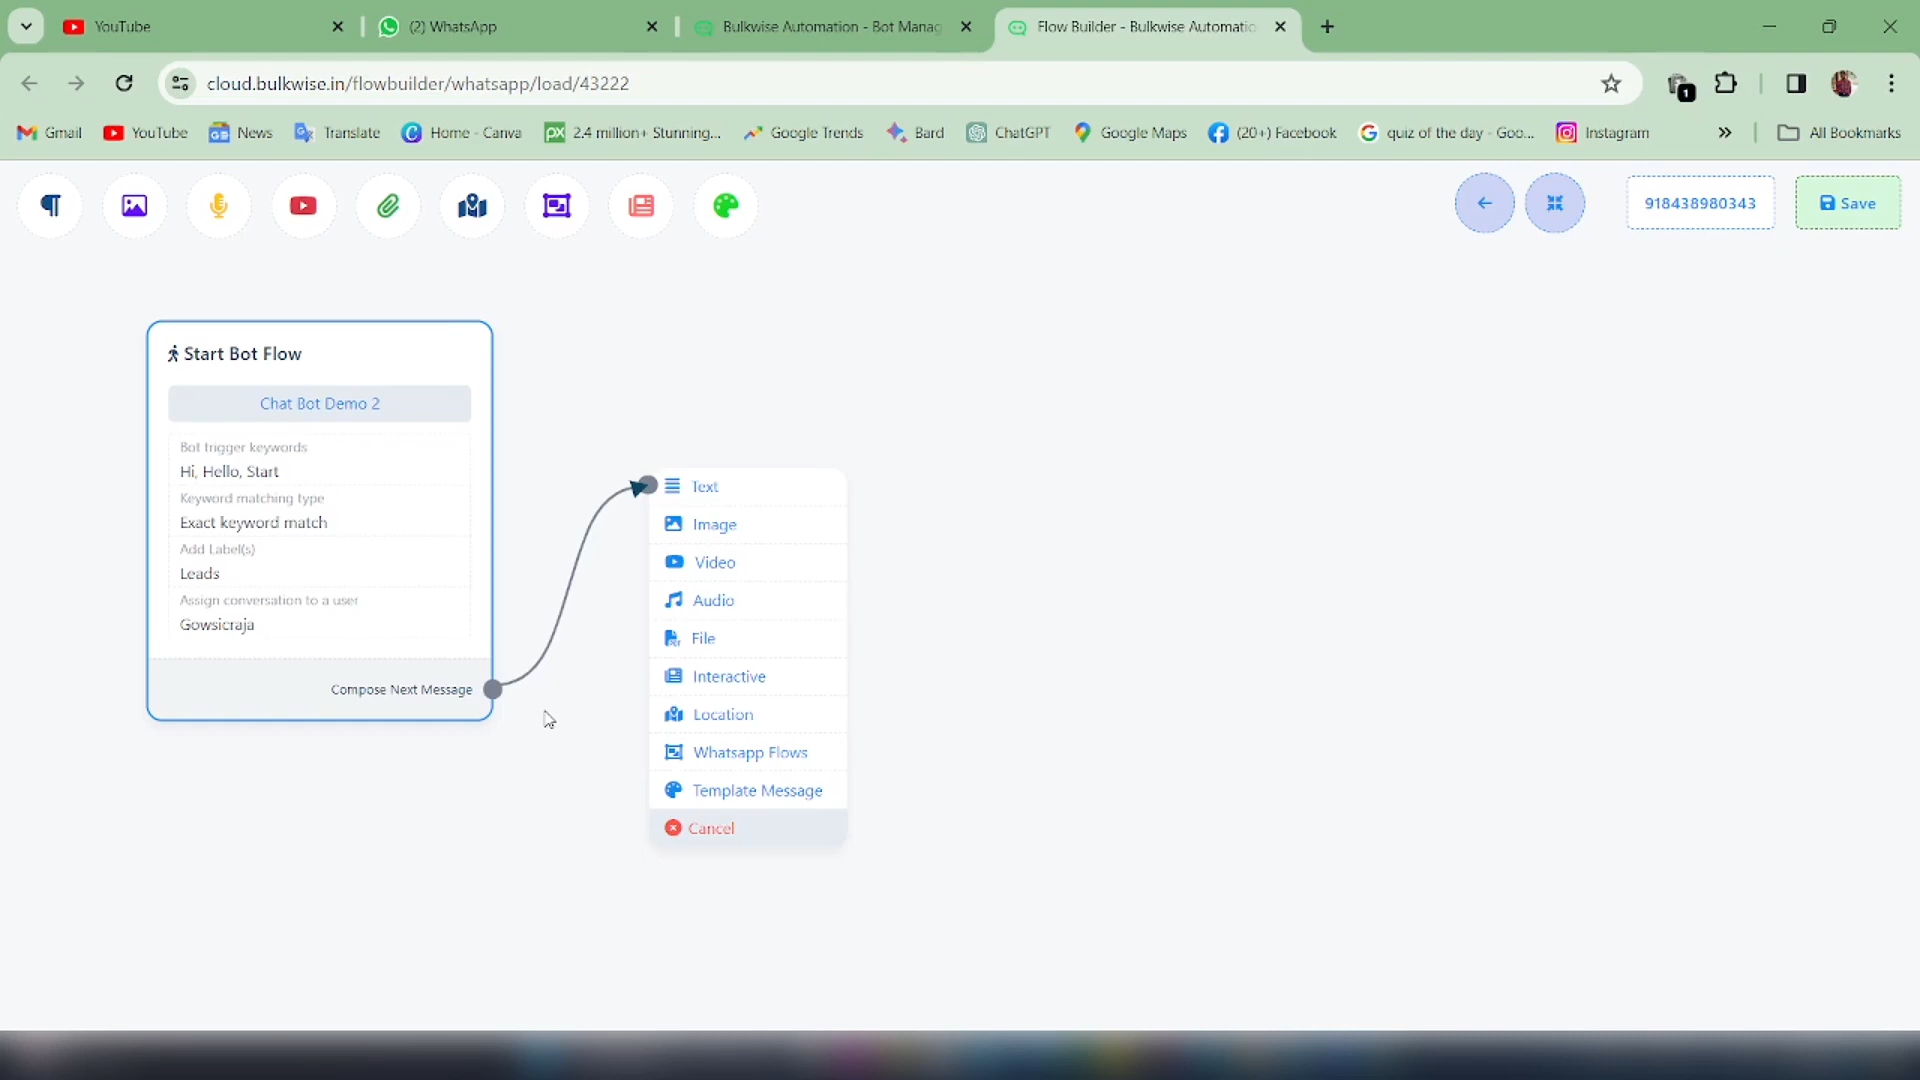 YouTube
(2) WhatsApp
Bulkwise Automation - Bot Manag
Flow Builder - Bulkwise Automatio
cloud.bulkwise.in/flowbuilder/whatsapp/load/43222
1
Gmail
YouTube
News
Translate
Home - Canva
2.4 million+ Stunning...
Google Trends
Bard
ChatGPT
Google Maps
(20+) Facebook
quiz of the day - Goo...
Instagram
All Bookmarks
918438980343
Save
Start Bot Flow
Chat Bot Demo 2
Bot trigger keywords
Hi, Hello, Start
Keyword matching type
Exact keyword match
Add Label(s)
Leads
Assign conversation to a user
Gowsicraja
Compose Next Message
Text
Image
Video
Audio
File
Interactive
Location
Whatsapp Flows
Template Message
Cancel